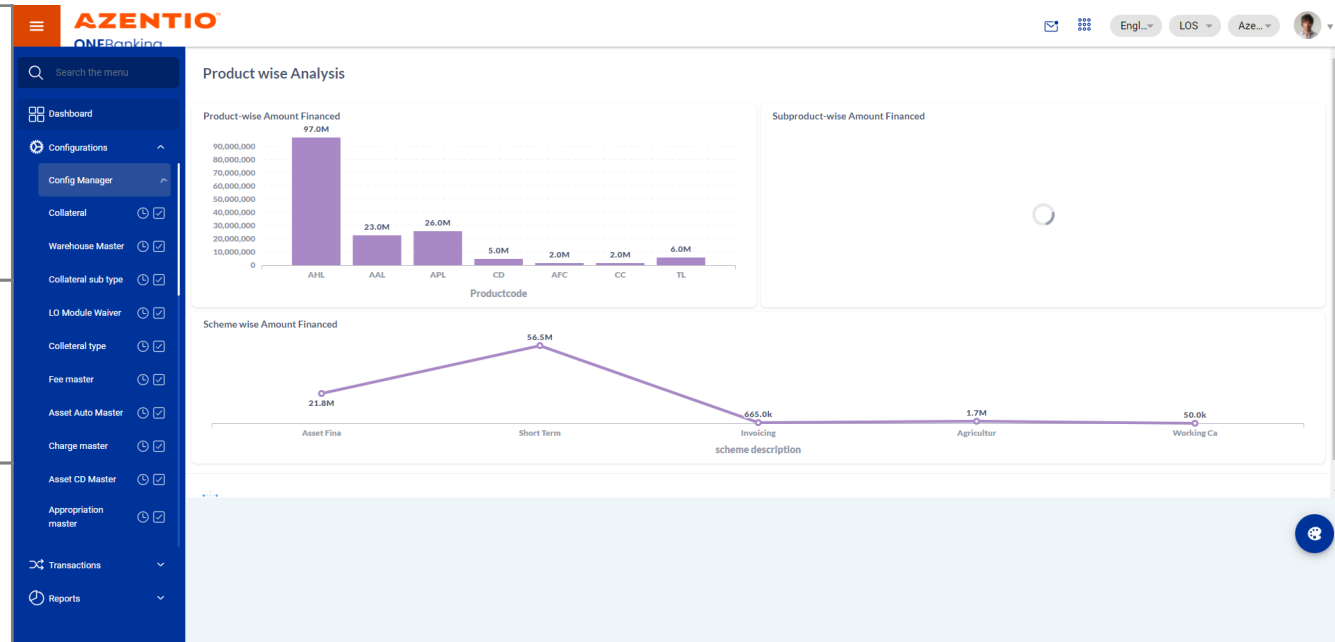 AZENTIO
ONEBanking
Engl...
LOS
Aze...
Search the menu
Dashboard
Configurations
Config Manager
Collateral
Warehouse Master
Collateral sub type
LO Module Waiver
Colleteral type
Fee master
Asset Auto Master
Charge master
Asset CD Master
Appropriation
master
Transactions
Reports
Product wise Analysis
Product-wise Amount Financed
97.0M
90,000,000
80,000,000
70,000,000
60,000,000
50,000,000
40,000,000
30,000,000
20,000,000
10,000,000
0
23.0M
26.0M
5.0M
2.0M
2.0M
6.0M
AHL AAL APL CD AFC CC TL
Productcode
Subproduct-wise Amount Financed
Scheme wise Amount Financed
56.5M
21.8M
665.0k
1.7M
50.0k
Asset Fina Short Term Invoicing Agricultur Working Ca
scheme description